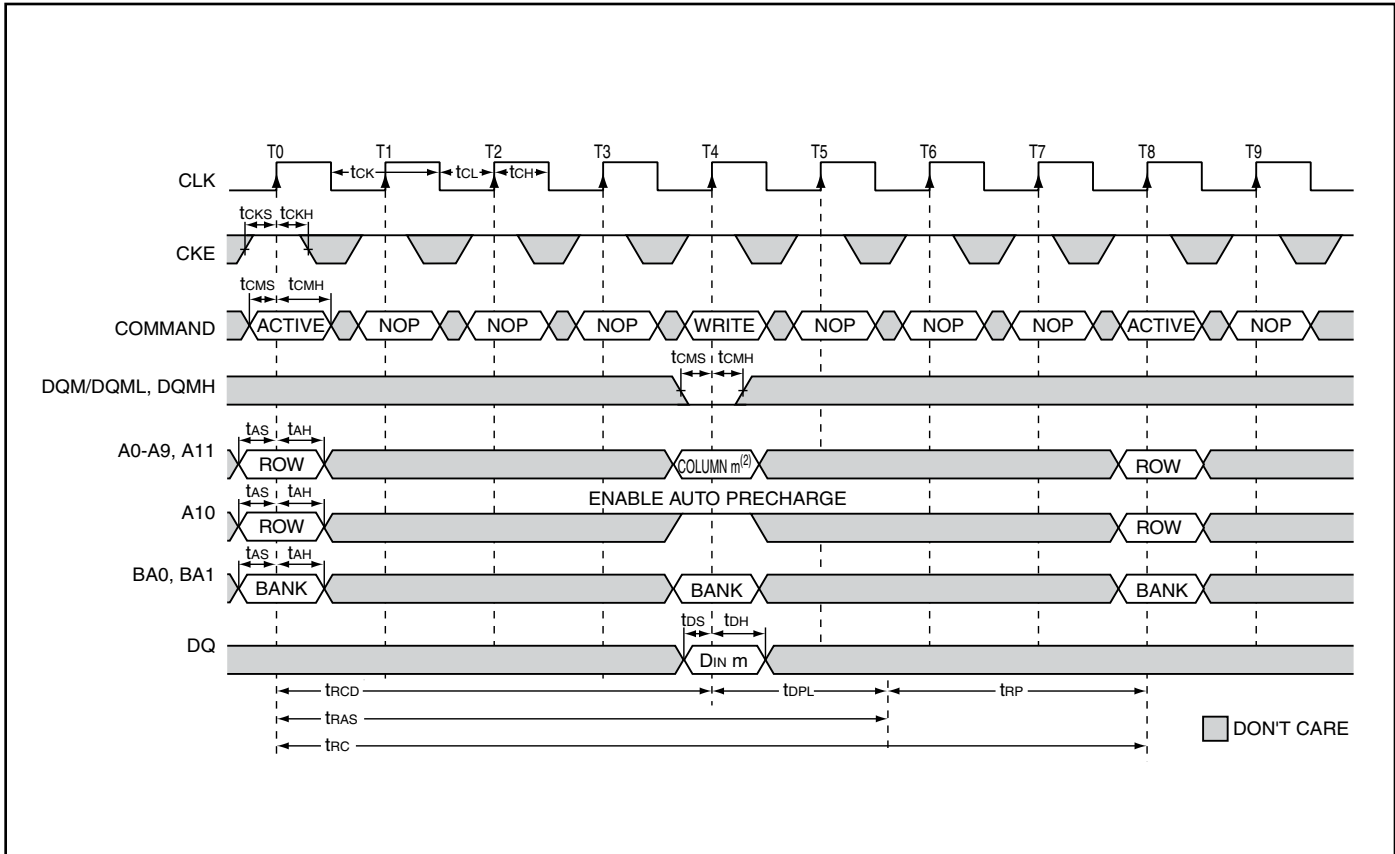 T0 T1 T2 T3 T4 T5 T6 T7 T8 T9
CLK tCK tCL tCH
tCKS tCKH
CKE
tCMS tCMH
COMMAND ACTIVE NOP NOP NOP WRITE NOP NOP NOP ACTIVE NOP
tCMS tCMH
DQM/DQML, DQMH
tAS tAH
A0-A9, A11 ROW COLUMN m(2) ROW
tAS tAH ENABLE AUTO PRECHARGE
A10 ROW ROW
tAS tAH
BA0, BA1 BANK BANK BANK
tDS tDH
DQ DIN m
tRCD tDPL tRP
tRAS
DON'T CARE
tRC